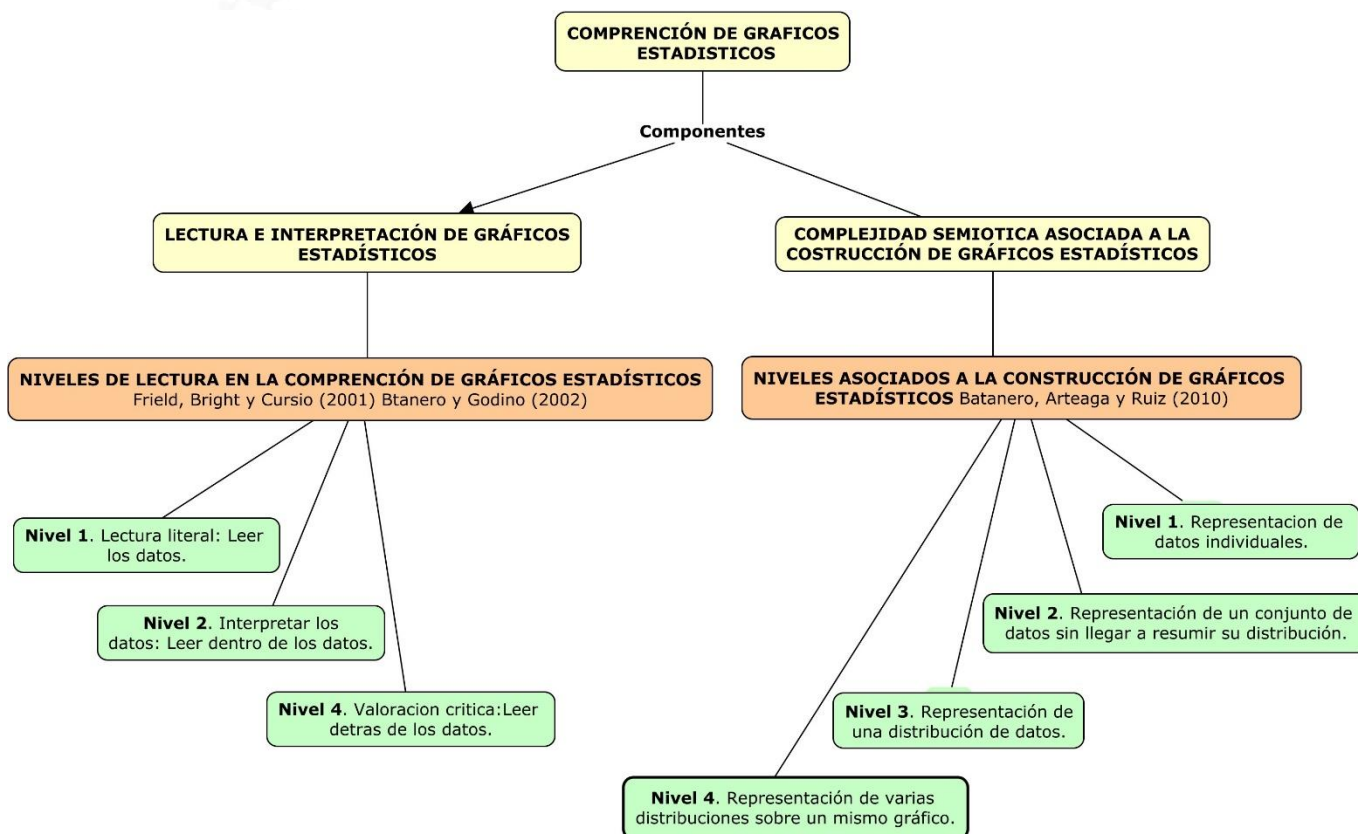 COMPRENCIÓN DE GRAFICOS
ESTADISTICOS
Componentes
LECTURA E INTERPRETACIÓN DE GRÁFICOS
ESTADÍSTICOS
COMPLEJIDAD SEMIOTICA ASOCIADA A LA
COSTRUCCIÓN DE GRÁFICOS ESTADÍSTICOS
NIVELES DE LECTURA EN LA COMPRENCIÓN DE GRÁFICOS ESTADÍSTICOS
Frield, Bright y Cursio (2001) Btanero y Godino (2002)
NIVELES ASOCIADOS A LA CONSTRUCCIÓN DE GRÁFICOS
ESTADÍSTICOS Batanero, Arteaga y Ruiz (2010)
Nivel 1. Lectura literal: Leer
los datos.
Nivel 2. Interpretar los
datos: Leer dentro de los datos.
Nivel 4. Valoracion critica:Leer
detras de los datos.
Nivel 1. Representacion de
datos individuales.
Nivel 2. Representación de un conjunto de
datos sin llegar a resumir su distribución.
Nivel 3. Representación de
una distribución de datos.
Nivel 4. Representación de varias
distribuciones sobre un mismo gráfico.